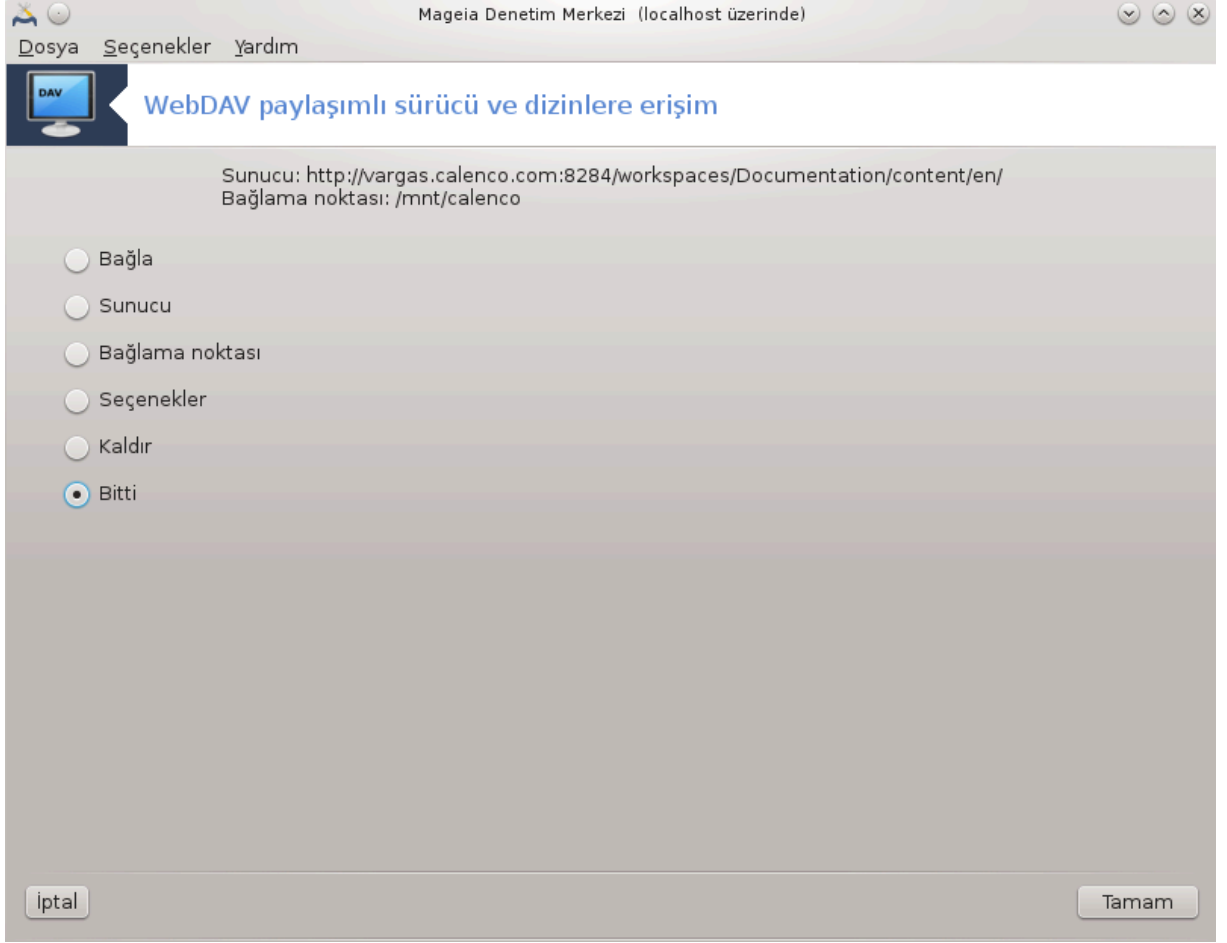 Mageia Denetim Merkezi (localhost üzerinde)
Dosya Seçenekler Yardım
DAV
WebDAV paylaşımlı sürücü ve dizinlere erişim
Sunucu: http://vargas.calenco.com:8284/workspaces/Documentation/content/en/
Bağlama noktası: /mnt/calenco
Bağla
Sunucu
Bağlama noktası
Seçenekler
Kaldır
Bitti
İptal
Tamam